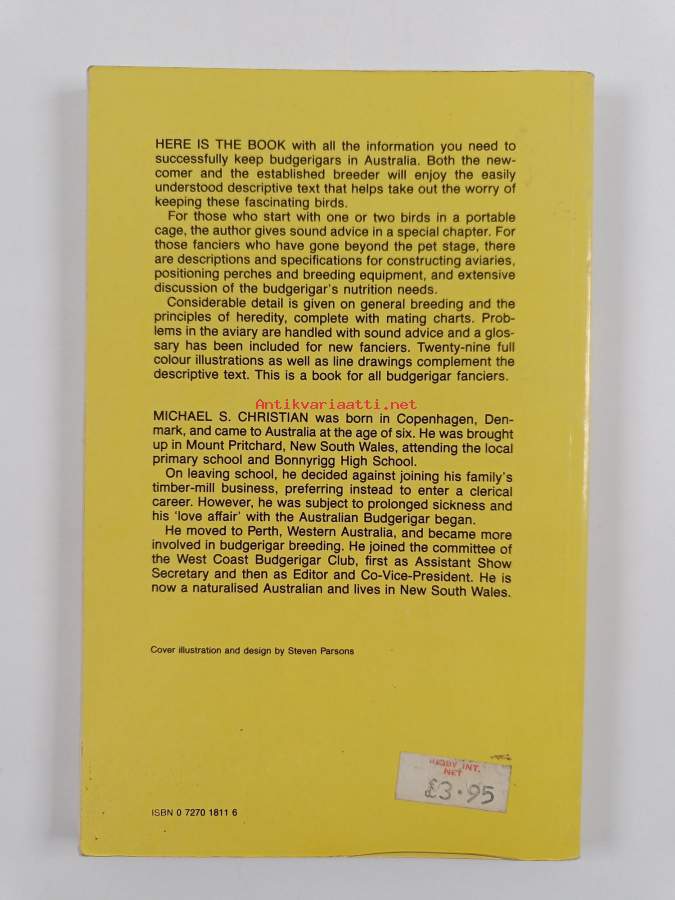 HERE IS THE BOOK with all the information you need to
successfully keep budgerigars in Australia. Both the new-
comer and the established breeder will enjoy the easily
understood descriptive text that helps take out the worry of
keeping these fascinating birds.
For those who start with one or two birds in a portable
cage, the author gives sound advice in a special chapter. For
those fanciers who have gone beyond the pet stage, there
are descriptions and specifications for constructing aviaries,
positioning perches and breeding equipment, and extensive
discussion of the budgerigar's nutrition needs.
Considerable detail is given on general breeding and the
principles of heredity, complete with mating charts. Prob-
lems in the aviary are handled with sound advice and a glos-
sary has been included for new fanciers. Twenty-nine full
colour illustrations as well as line drawings complement the
descriptive text. This is a book for all budgerigar fanciers.
Antikvariaatti.net
MICHAEL S. CHRISTIAN was born in Copenhagen, Den-
mark, and came to Australia at the age of six. He was brought
up in Mount Pritchard, New South Wales, attending the local
primary school and Bonnyrigg High School.
On leaving school, he decided against joining his family's
timber-mill business, preferring instead to enter a clerical
career. However, he was subject to prolonged sickness and
his 'love affair' with the Australian Budgerigar began.
He moved to Perth, Western Australia, and became more
involved in budgerigar breeding. He joined the committee of
the West Coast Budgerigar Club, first as Assistant Show
Secretary and then as Editor and Co-Vice-President. He is
now a naturalised Australian and lives in New South Wales.
Cover illustration and design by Steven Parsons
INT.
NET
£3.95
ISBN 0 7270 1811 6